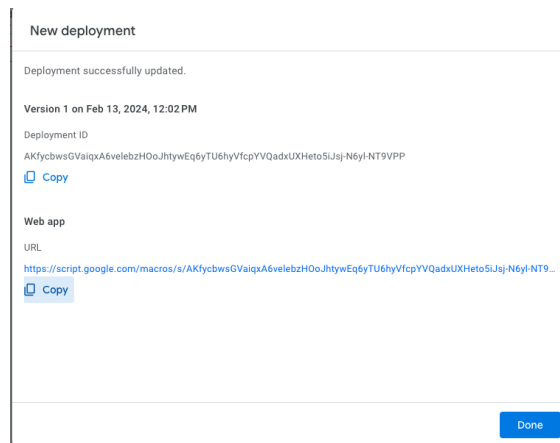 New deployment
Deployment successfully updated.
Version 1 on Feb 13, 2024, 12:02 PM
Deployment ID
AKfycbwsGVaiqxA6velebzHOoJhtywEq6yTU6hyVfcpYVQadxUXHeto5iJsj-N6yl-NT9VPP
Copy
Web app
URL
https://script.google.com/macros/s/AKfycbwsGVaiqxA6velebzHOoJhtywEq6yTU6hyVfcpYVQadxUXHeto5iJsj-N6yl-NT9...
Copy
Done